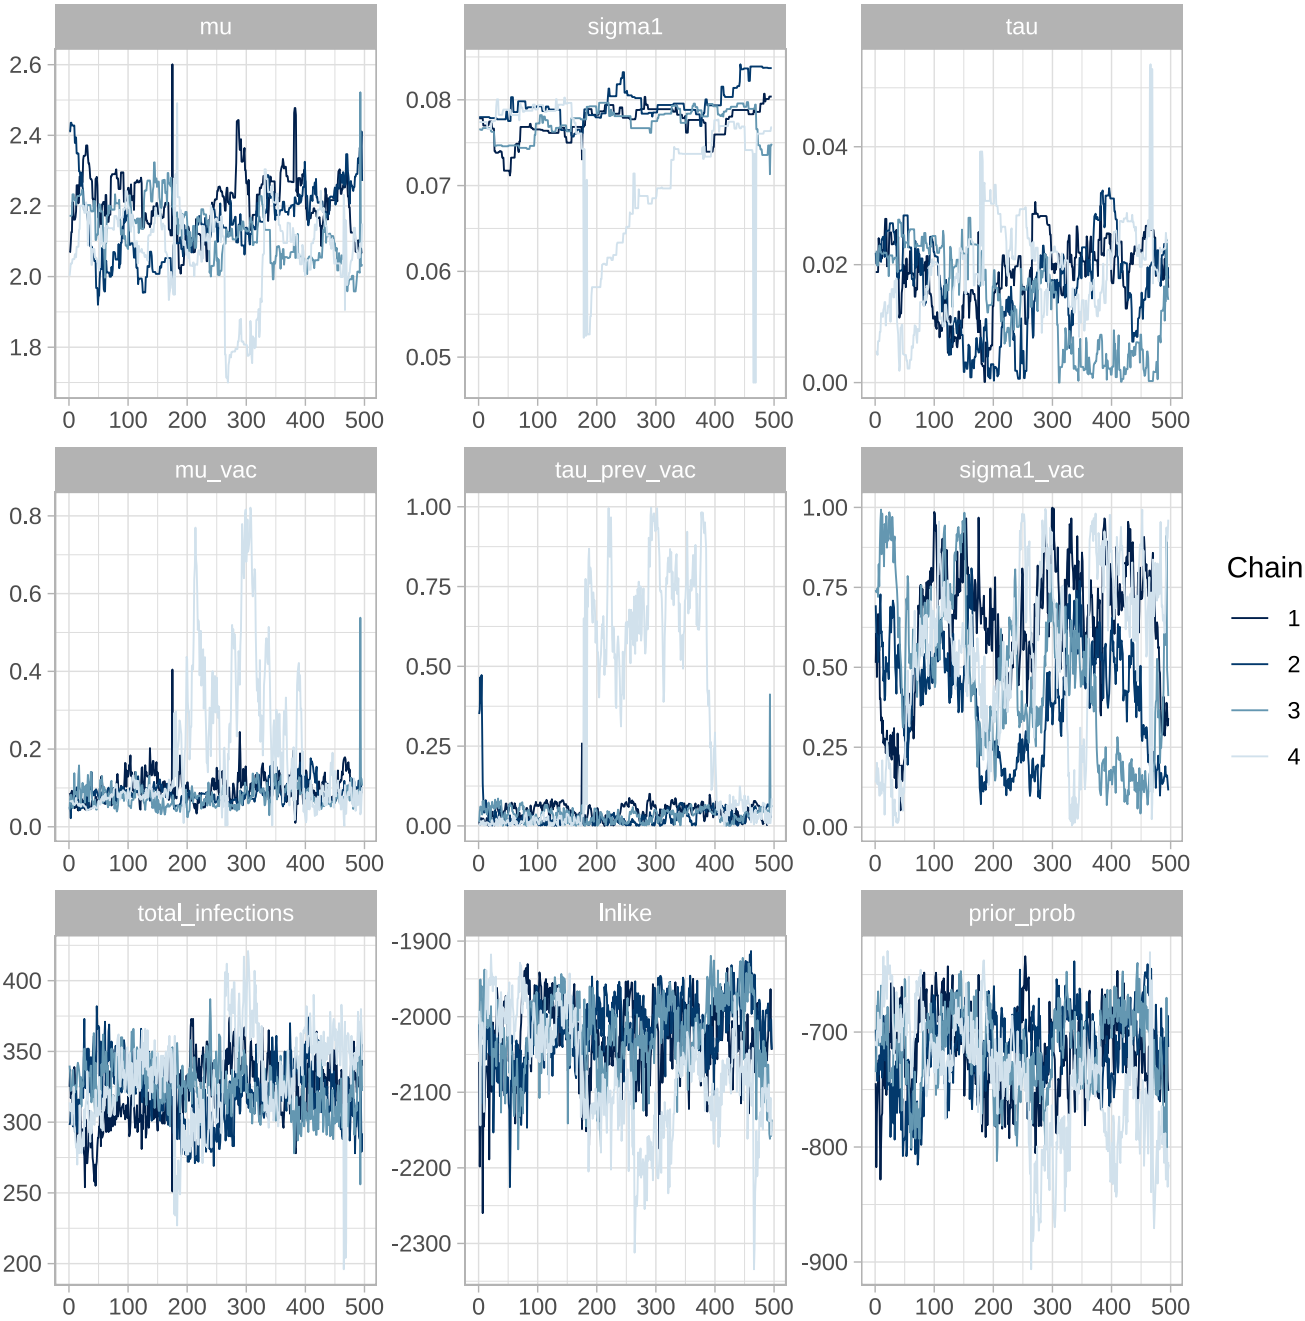 mu
sigma1
tau
2.6
2.4
2.2
2.0
1.8
0.08
0.07
0.06
0.05
0.04
0.02
0.00
0 100 200 300 400 500
0 100 200 300 400 500
0 100 200 300 400 500
mu_vac
tau_prev_vac
sigma1_vac
0.8
0.6
0.4
0.2
0.0
1.00
0.75
0.50
0.25
0.00
1.00
0.75
0.50
0.25
0.00
0 100 200 300 400 500
0 100 200 300 400 500
0 100 200 300 400 500
total_infections
lnlike
prior_prob
400
350
300
250
200
-1900
-2000
-2100
-2200
-2300
-700
-800
-900
0 100 200 300 400 500
0 100 200 300 400 500
0 100 200 300 400 500
Chain
1
2
3
4